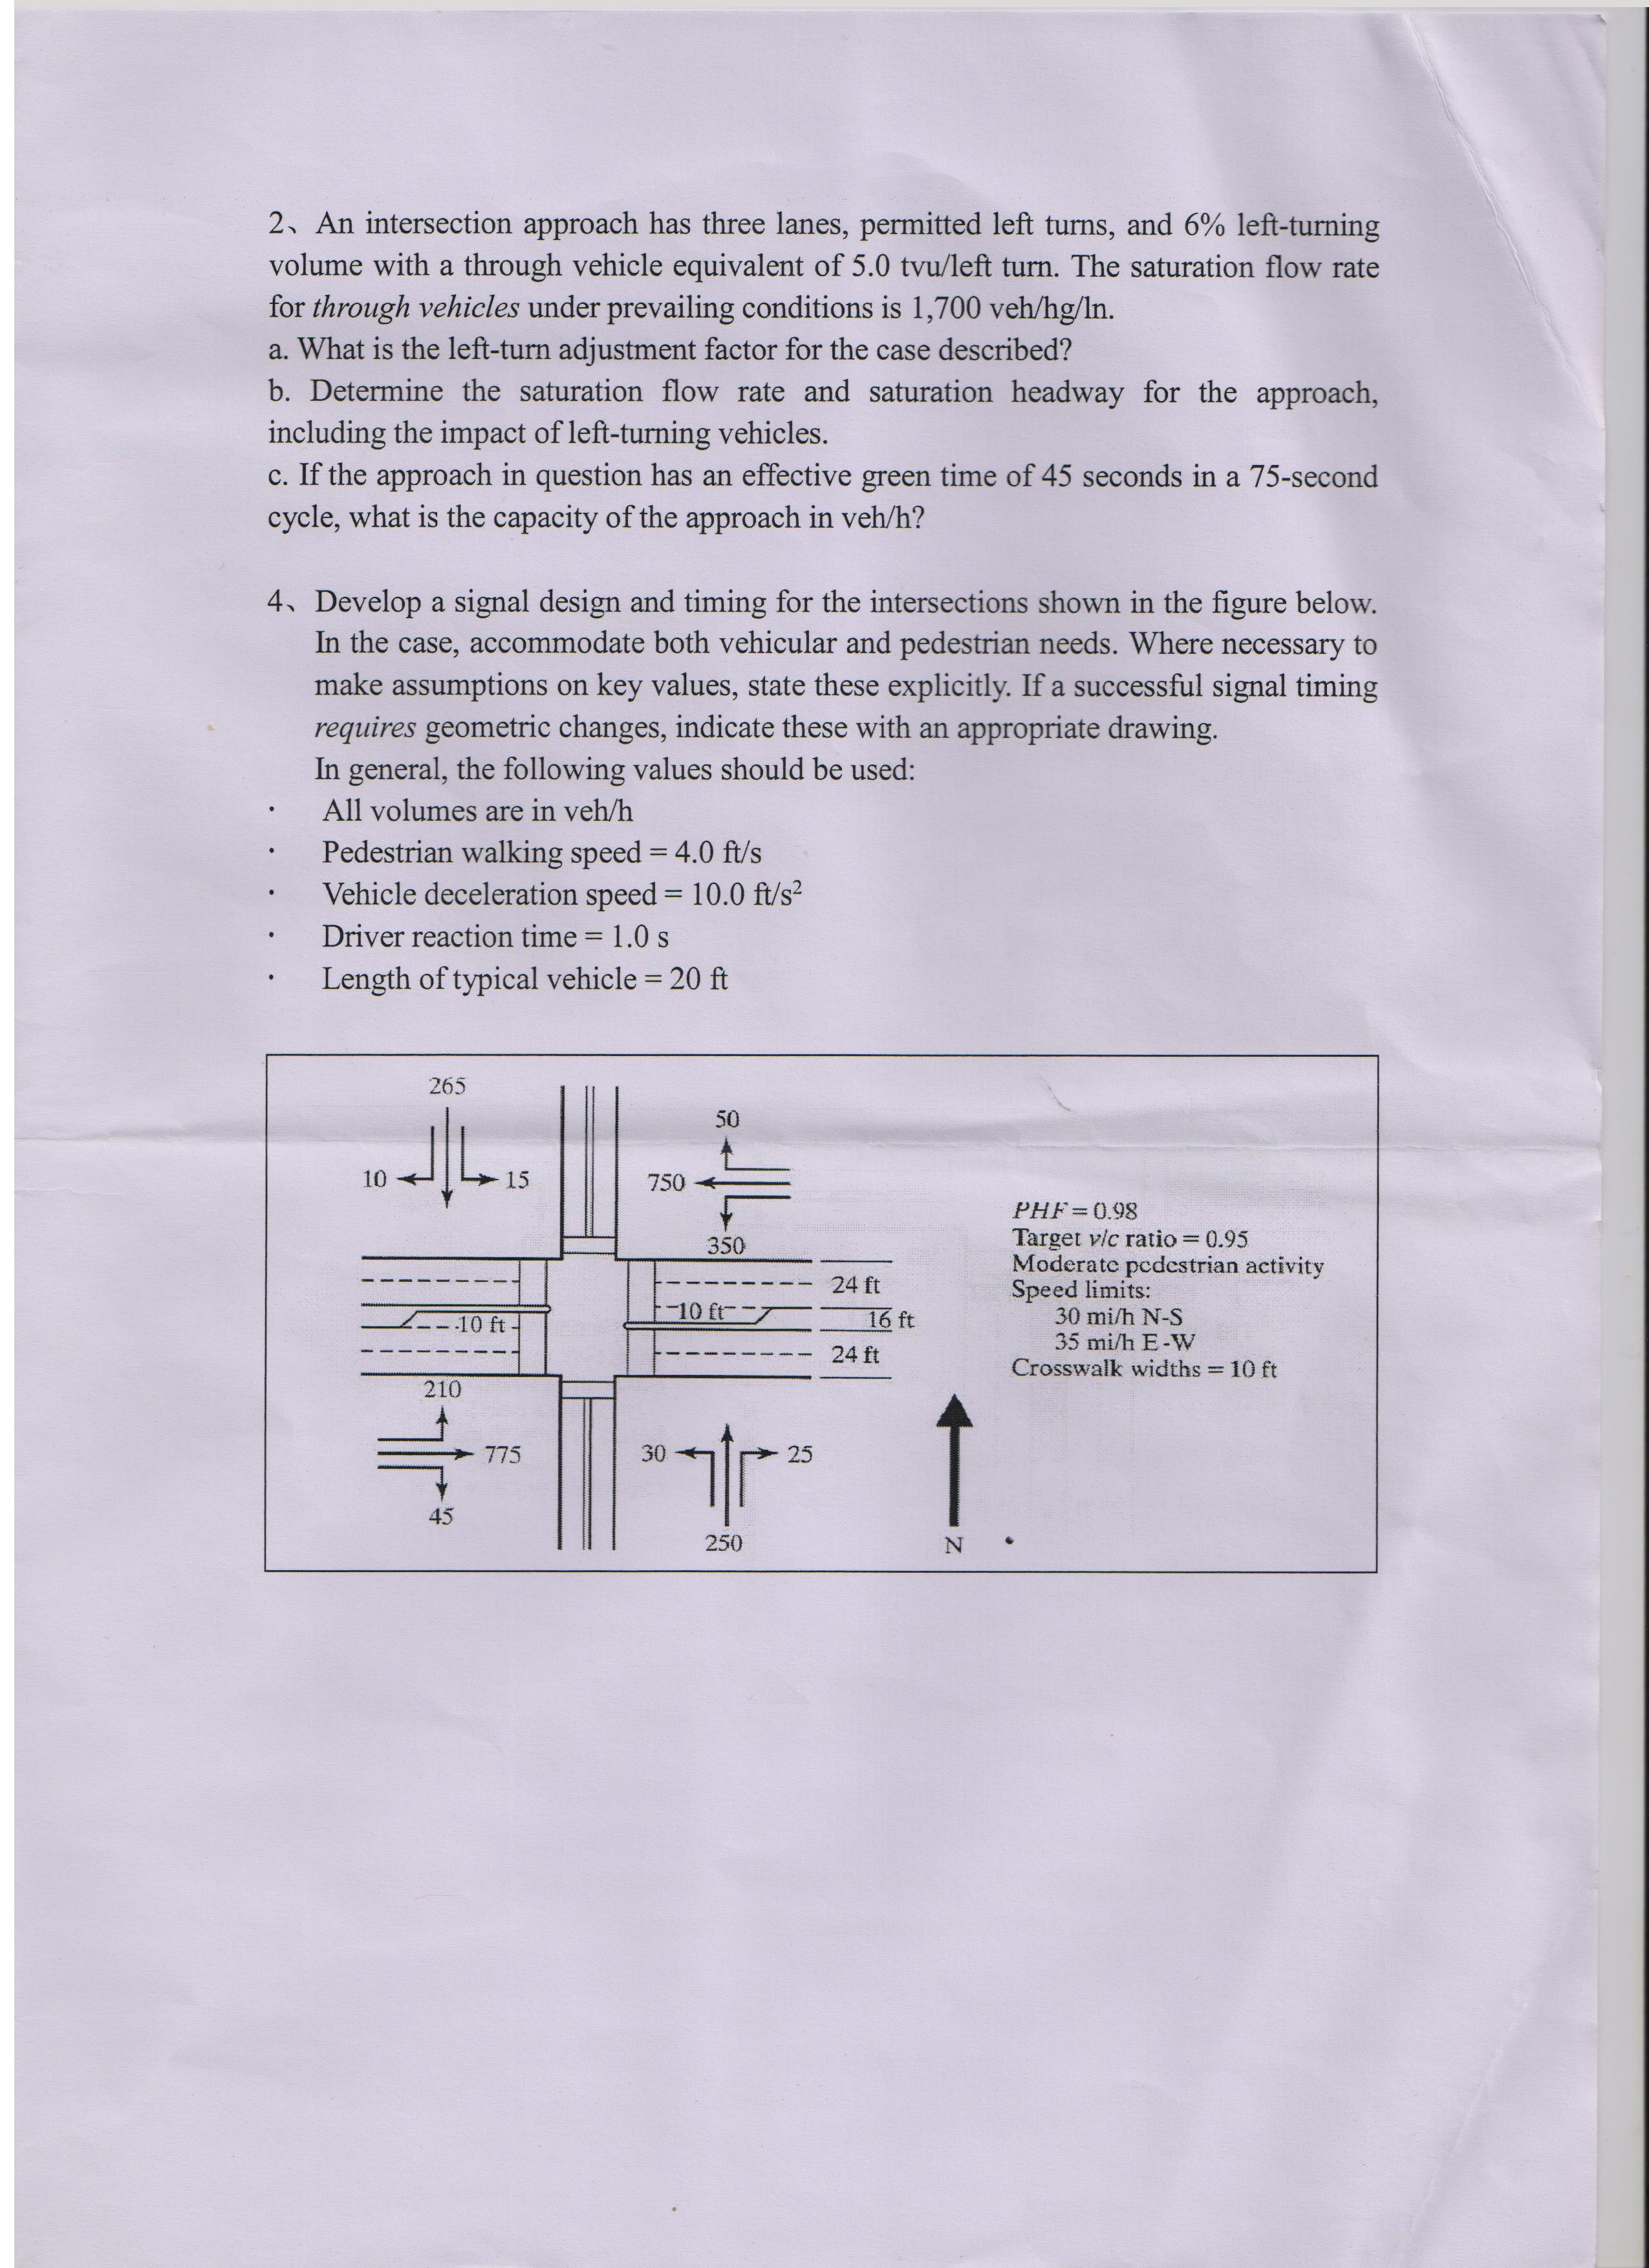 2、An intersection approach has three lanes, permitted left turns, and 6% left-turning
volume with a through vehicle equivalent of 5.0 tvu/left turn. The saturation flow rate
for through vehicles under prevailing conditions is 1,700 veh/hg/ln.
a. What is the left-turn adjustment factor for the case described?
b. Determine the saturation flow rate and saturation headway for the approach,
including the impact of left-turning vehicles.
c. If the approach in question has an effective green time of 45 seconds in a 75-second
cycle, what is the capacity of the approach in veh/h?
4、Develop a signal design and timing for the intersections shown in the figure below.
In the case, accommodate both vehicular and pedestrian needs. Where necessary to
make assumptions on key values, state these explicitly. If a successful signal timing
requires geometric changes, indicate these with an appropriate drawing.
In general, the following values should be used:
· All volumes are in veh/h
· Pedestrian walking speed = 4.0 ft/s
· Vehicle deceleration speed = 10.0 ft/s²
· Driver reaction time = 1.0 s
· Length of typical vehicle = 20 ft
265
10
15
50
750
350
24 ft
10 ft
16 ft
10 ft
24 ft
210
775
45
30
25
250
PHF = 0.98
Target v/c ratio = 0.95
Moderate pedestrian activity
Speed limits:
30 mi/h N-S
35 mi/h E-W
Crosswalk widths = 10 ft
N